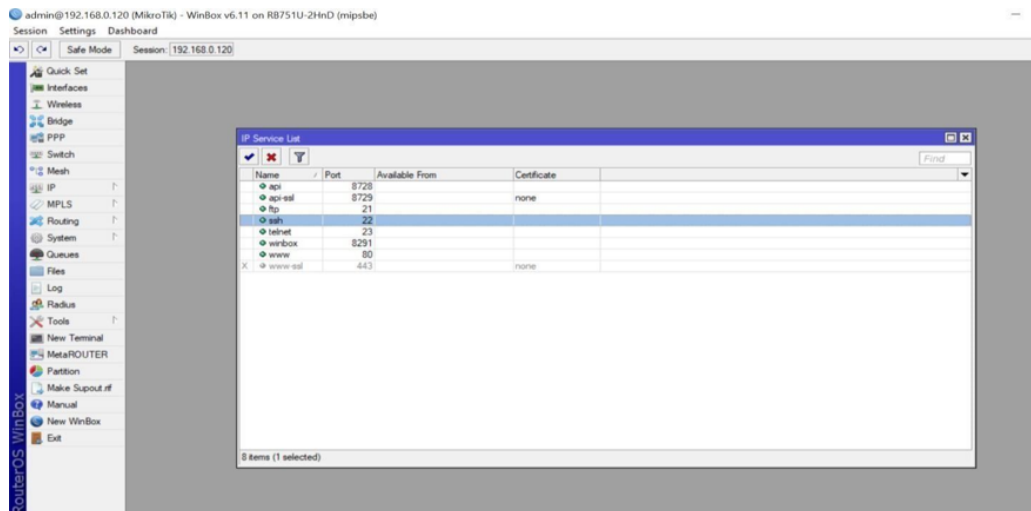 admin@192.168.0.120 (MikroTik) - WinBox v6.11 on RB751U-2HnD (mipsbe)
Session Settings Dashboard
Safe Mode Session: 192.168.0.120
Quick Set
Interfaces
Wireless
Bridge
PPP
Switch
Mesh
IP
MPLS
Routing
System
Queues
Files
Log
Radius
Tools
New Terminal
MetaROUTER
Partition
Make Supout.rif
Manual
New WinBox
Exit
RouterOS WinBox
IP Service List
Find
Name Port Available From Certificate
api 8728
api-ssl 8729 none
ftp 21
ssh 22
telnet 23
winbox 8291
www 80
X www-ssl 443 none
8 items (1 selected)